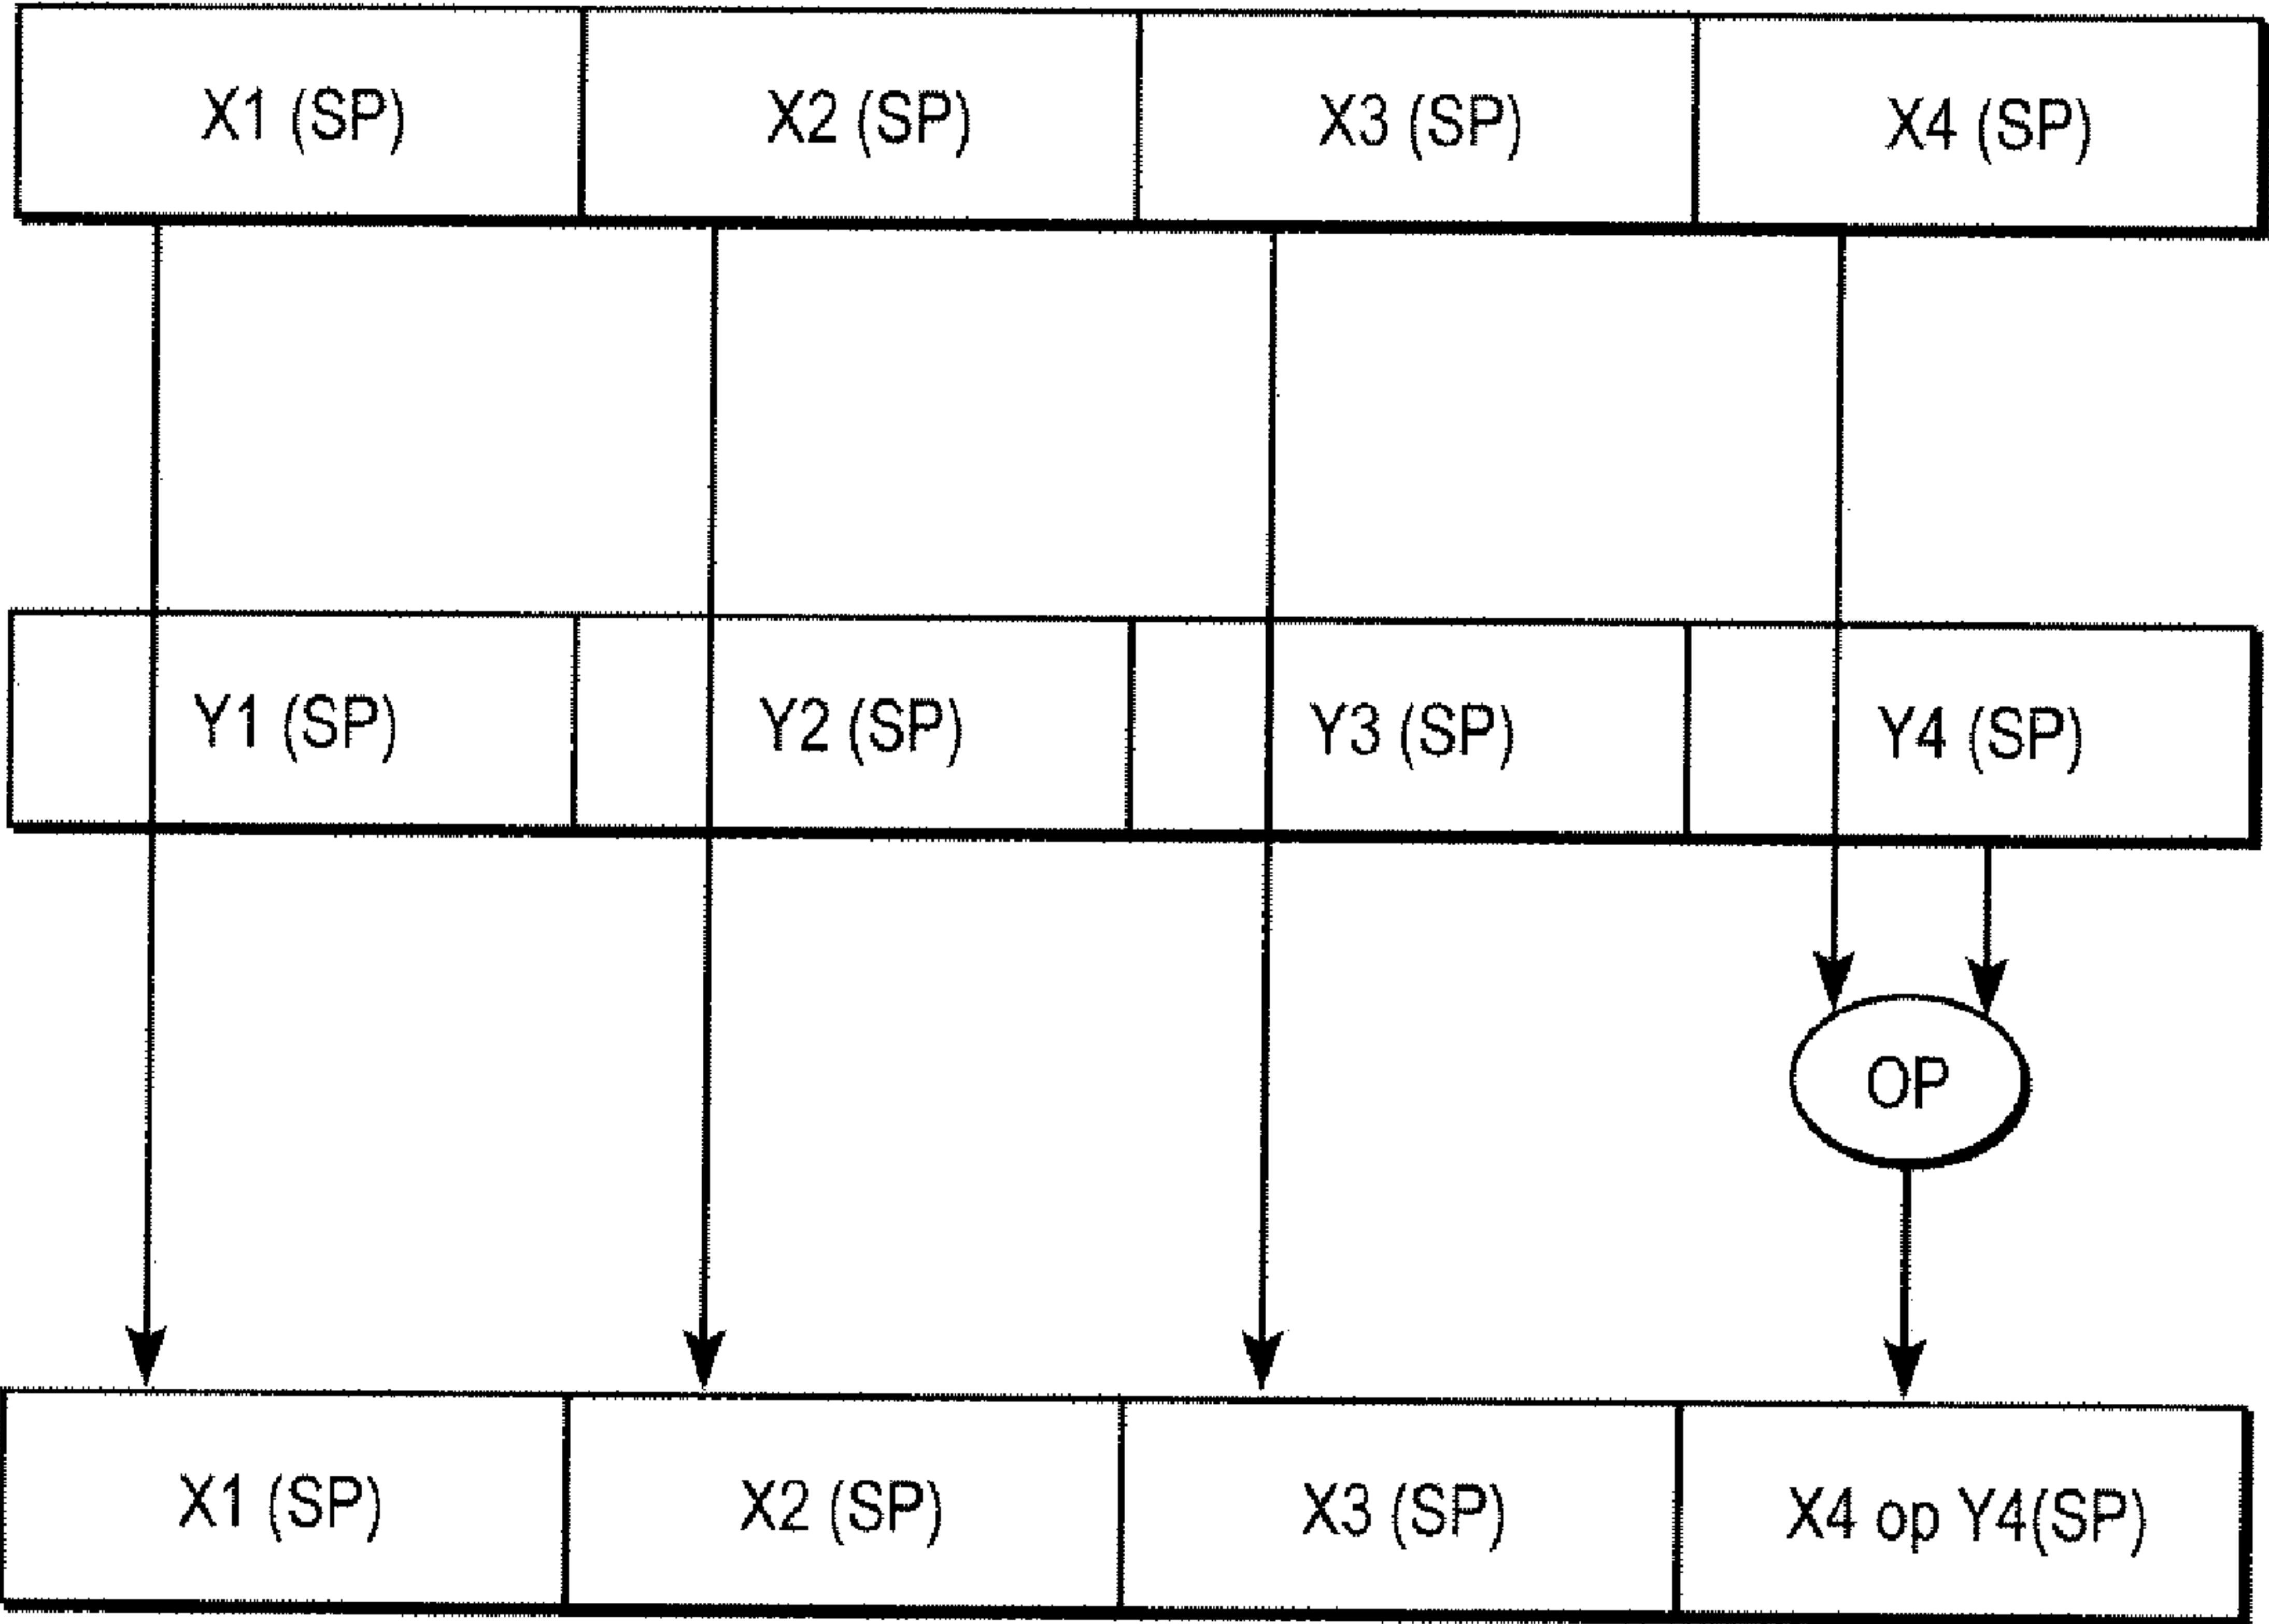 X1 (SP) X2 (SP) X3 (SP) X4 (SP)
Y1 (SP) Y2 (SP) Y3 (SP) Y4 (SP)
OP
X1 (SP) X2 (SP) X3 (SP) X4 op Y4(SP)